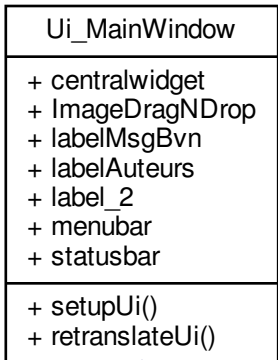 Ui_MainWindow
+ centralwidget
+ ImageDragNDrop
+ labelMsgBvn
+ labelAuteurs
+ label_2
+ menubar
+ statusbar
+ setupUi()
+ retranslateUi()